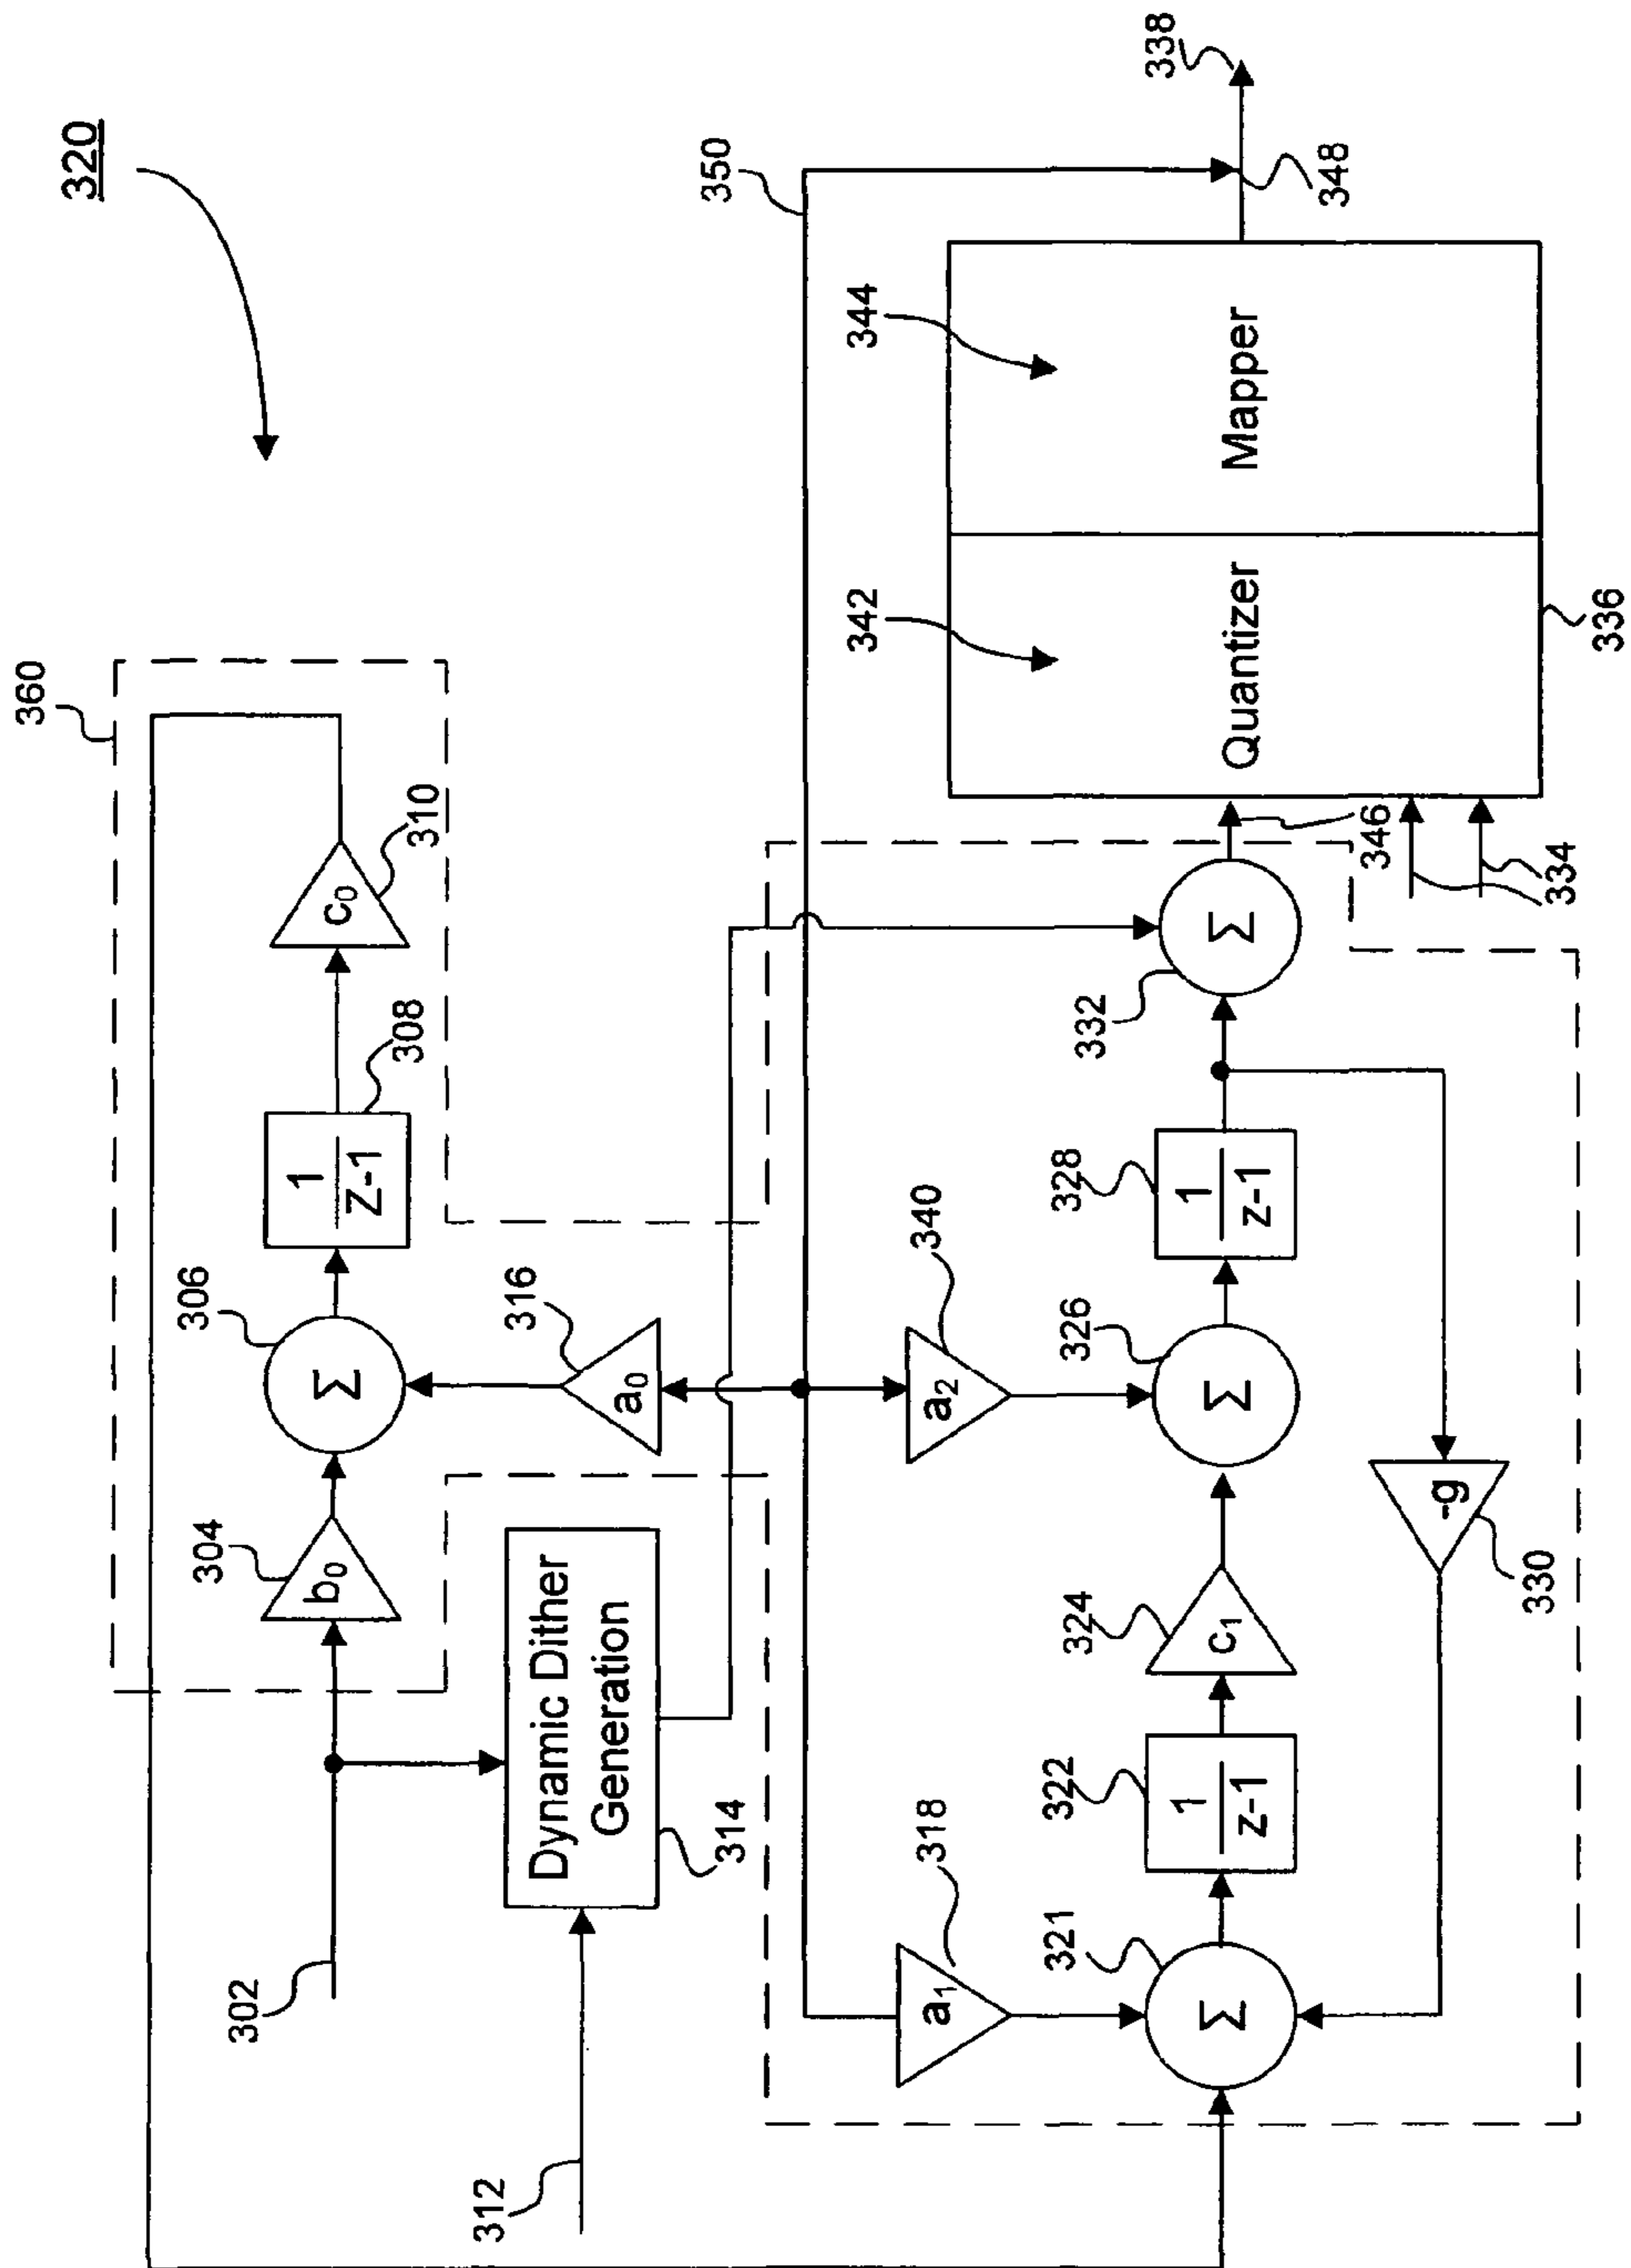 320
360
304
b₀
306
Σ
308
1
Z-1
310
c₀
302
312
Dynamic Dither
Generation
314
316
a₀
350
318
a₁
340
a₂
321
Σ
322
1
z-1
324
c₁
326
Σ
328
1
z-1
332
Σ
330
-g
346
334
342
Quantizer
344
Mapper
336
348
338